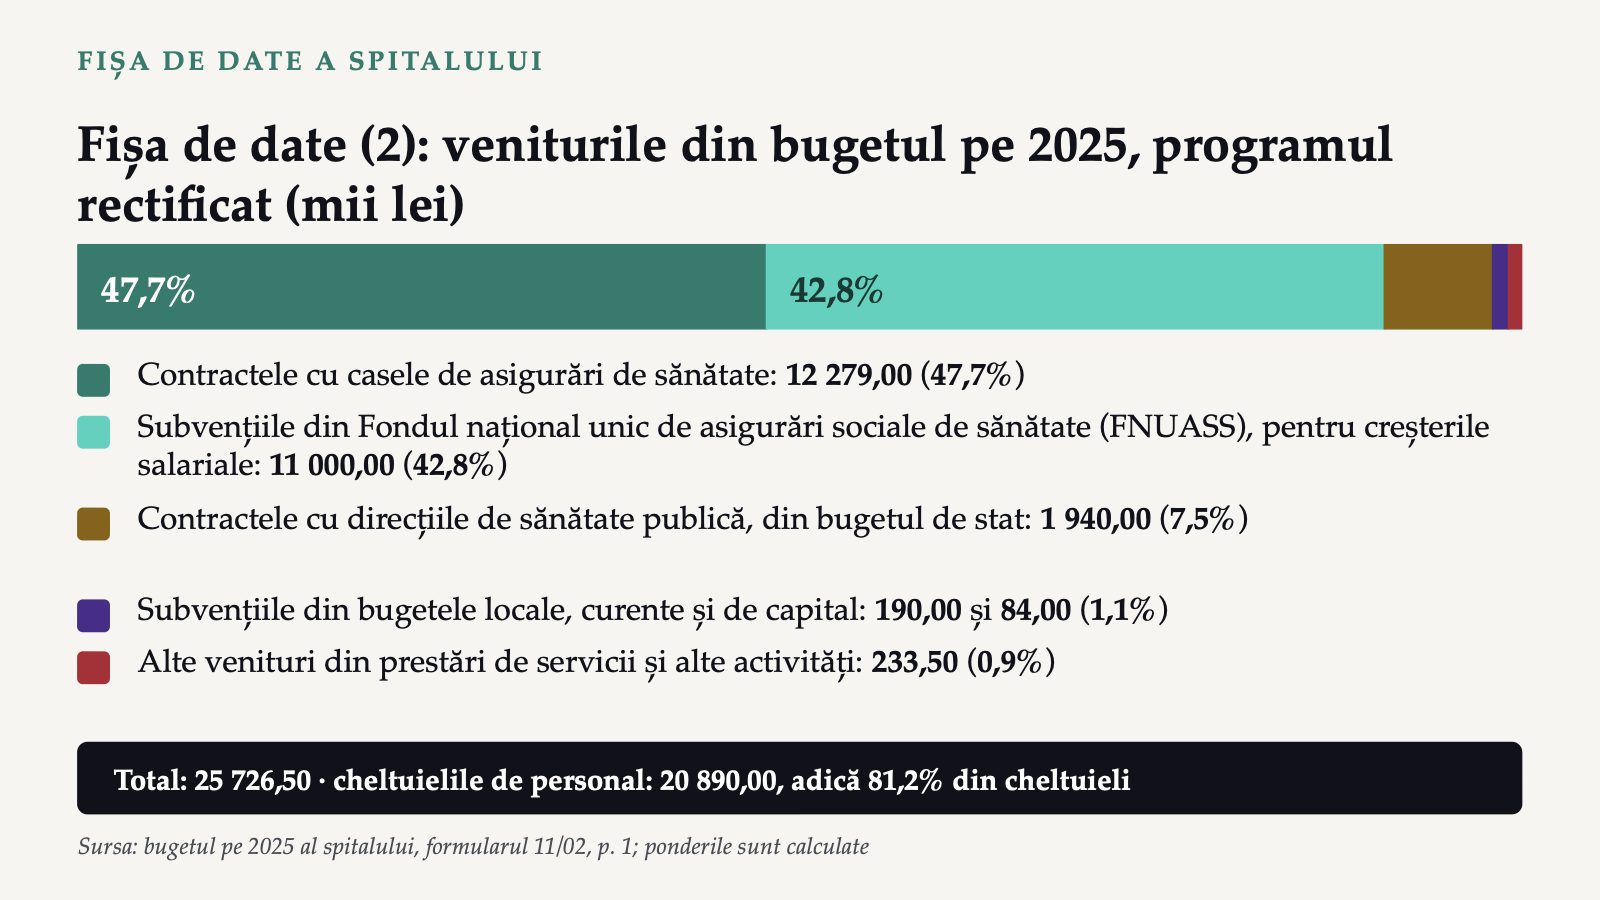 FIȘA DE DATE A SPITALULUI
Fișa de date (2): veniturile din bugetul pe 2025, programul
rectificat (mii lei)
47,7%
42,8%
Contractele cu casele de asigurări de sănătate: 12 279,00 (47,7%)
Subvențiile din Fondul național unic de asigurări sociale de sănătate (FNUASS), pentru creșterile
salariale: 11 000,00 (42,8%)
Contractele cu direcțiile de sănătate publică, din bugetul de stat: 1 940,00 (7,5%)
Subvențiile din bugetele locale, curente și de capital: 190,00 și 84,00 (1,1%)
Alte venituri din prestări de servicii și alte activități: 233,50 (0,9%)
Total: 25 726,50 · cheltuielile de personal: 20 890,00, adică 81,2% din cheltuieli
Sursa: bugetul pe 2025 al spitalului, formularul 11/02, p. 1; ponderile sunt calculate